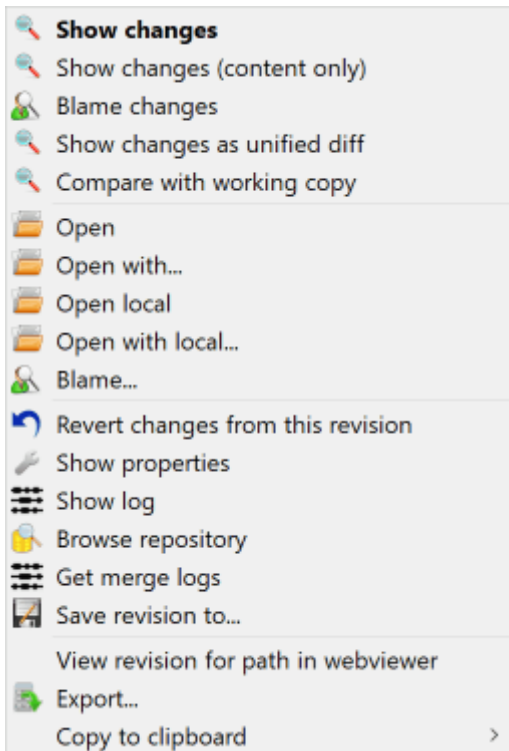 Show changes
Show changes (content only)
Blame changes
Show changes as unified diff
Compare with working copy
Open
Open with...
Open local
Open with local...
Blame...
Revert changes from this revision
Show properties
Show log
Browse repository
Get merge logs
Save revision to...
View revision for path in webviewer
Export...
Copy to clipboard